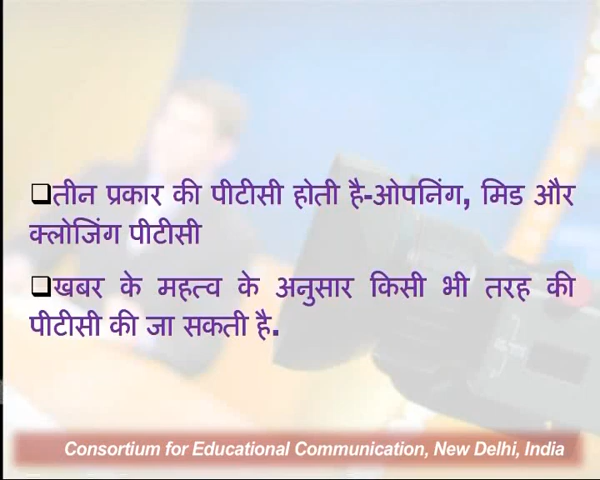 ❑तीन प्रकार की पीटीसी होती है-ओपनिंग, मिड और
क्लोजिंग पीटीसी
❑खबर के महत्व के अनुसार किसी भी तरह की
पीटीसी की जा सकती है.
Consortium for Educational Communication, New Delhi, India